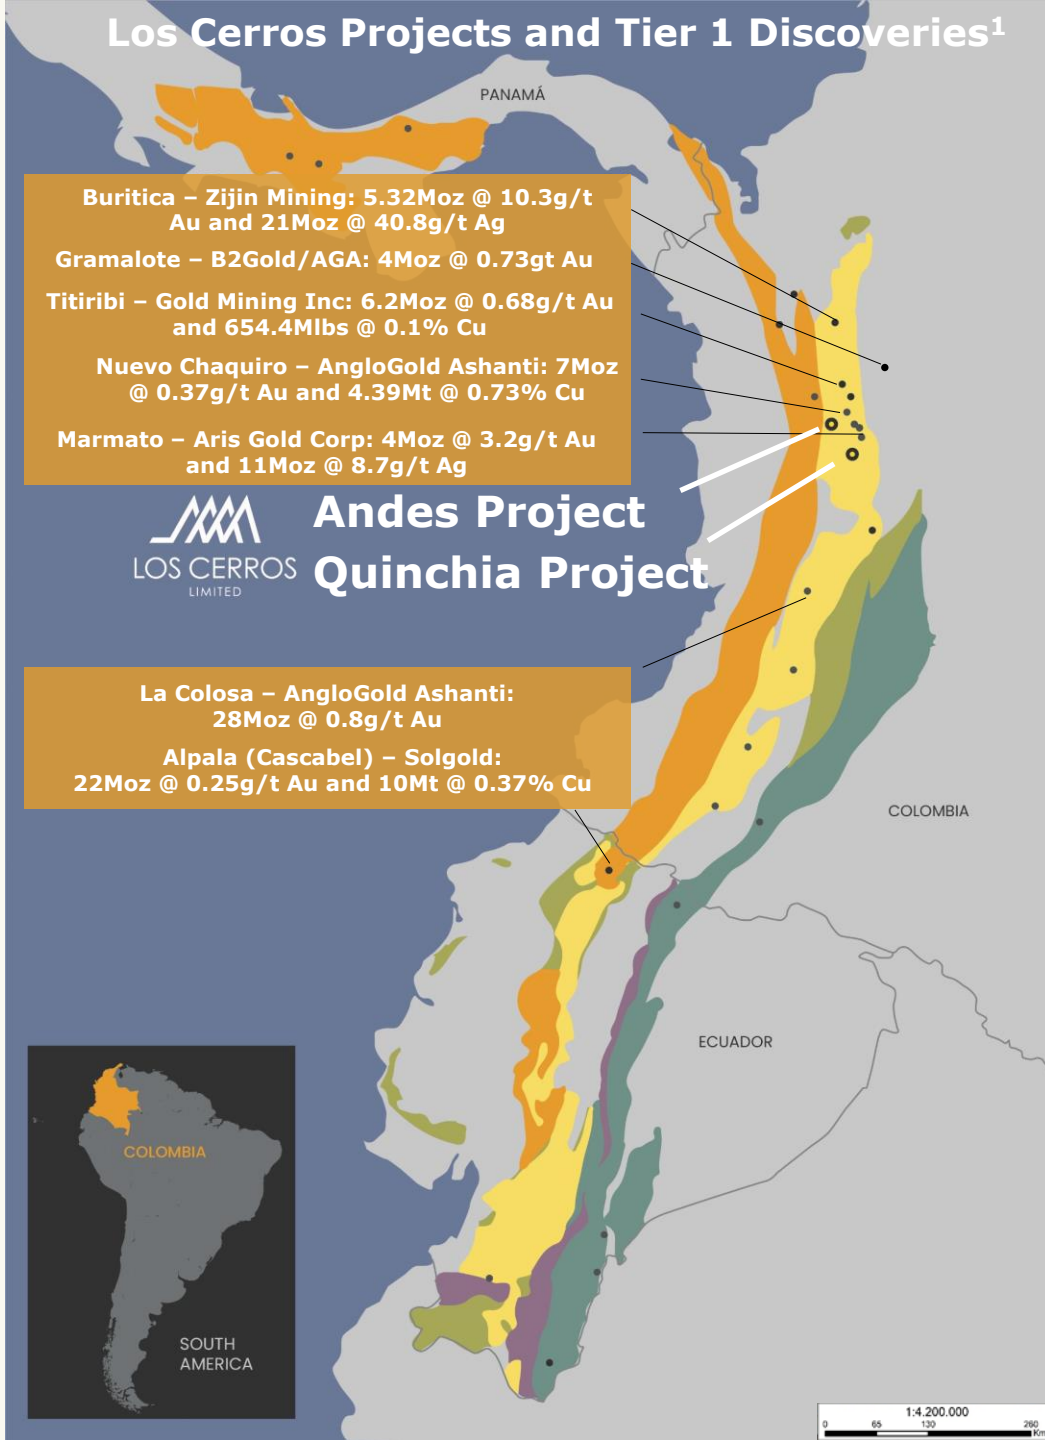 Los Cerros Projects and Tier 1 Discoveries¹
PANAMÁ
Buritica – Zijin Mining: 5.32Moz @ 10.3g/t
Au and 21Moz @ 40.8g/t Ag
Gramalote – B2Gold/AGA: 4Moz @ 0.73gt Au
Titiribi – Gold Mining Inc: 6.2Moz @ 0.68g/t Au
and 654.4Mlbs @ 0.1% Cu
Nuevo Chaquiro – AngloGold Ashanti: 7Moz
@ 0.37g/t Au and 4.39Mt @ 0.73% Cu
Marmato – Aris Gold Corp: 4Moz @ 3.2g/t Au
and 11Moz @ 8.7g/t Ag
Andes Project
LOS CERROS
LIMITED
Quinchia Project
La Colosa – AngloGold Ashanti:
28Moz @ 0.8g/t Au
Alpala (Cascabel) – Solgold:
22Moz @ 0.25g/t Au and 10Mt @ 0.37% Cu
COLOMBIA
ECUADOR
COLOMBIA
SOUTH
AMERICA
1:4.200.000
0 65 130 260
Km